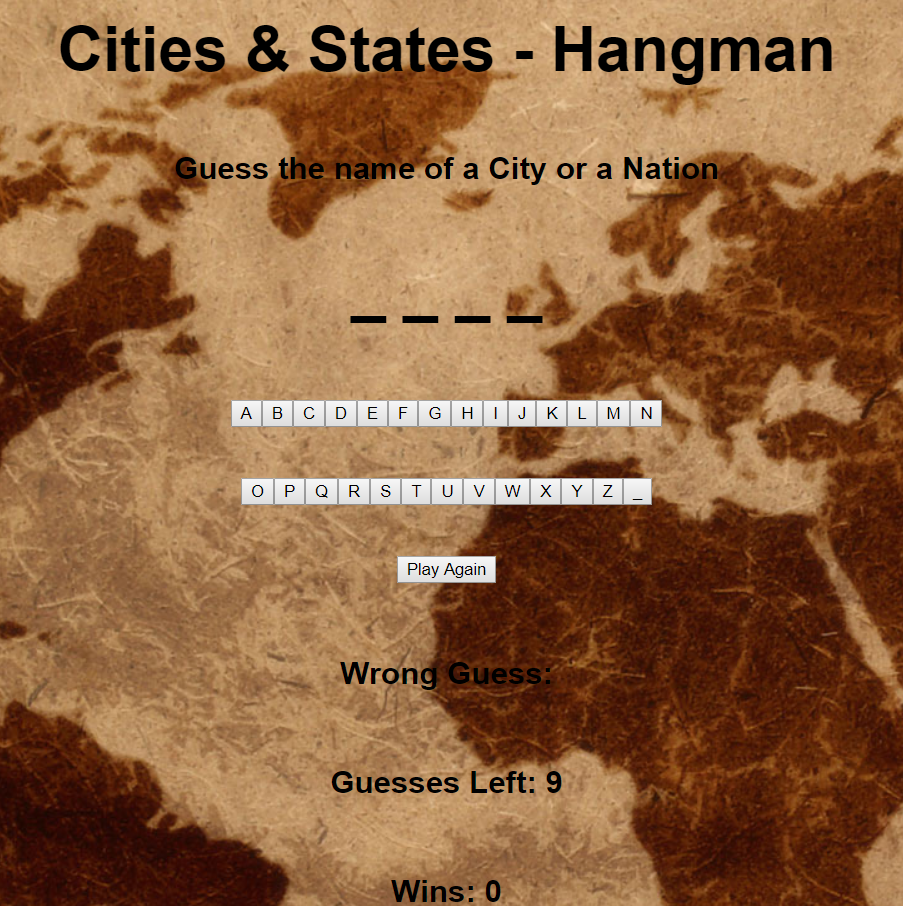 Cities & States - Hangman
Guess the name of a City or a Nation
_ _ _ _
A B C D E F G H I J K L M N
O P Q R S T U V W X Y Z _
Play Again
Wrong Guess:
Guesses Left: 9
Wins: 0